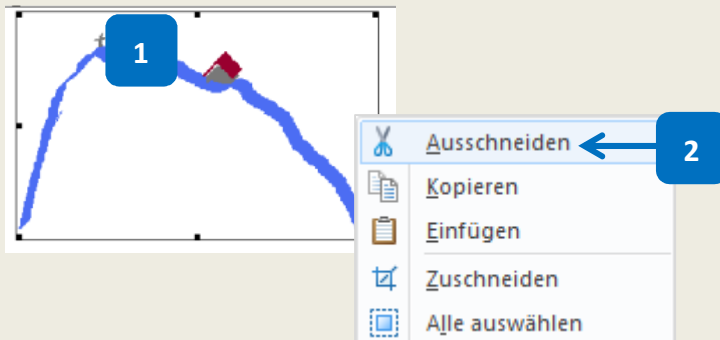 1
Ausschneiden
2
Kopieren
Einfügen
Zuschneiden
Alle auswählen